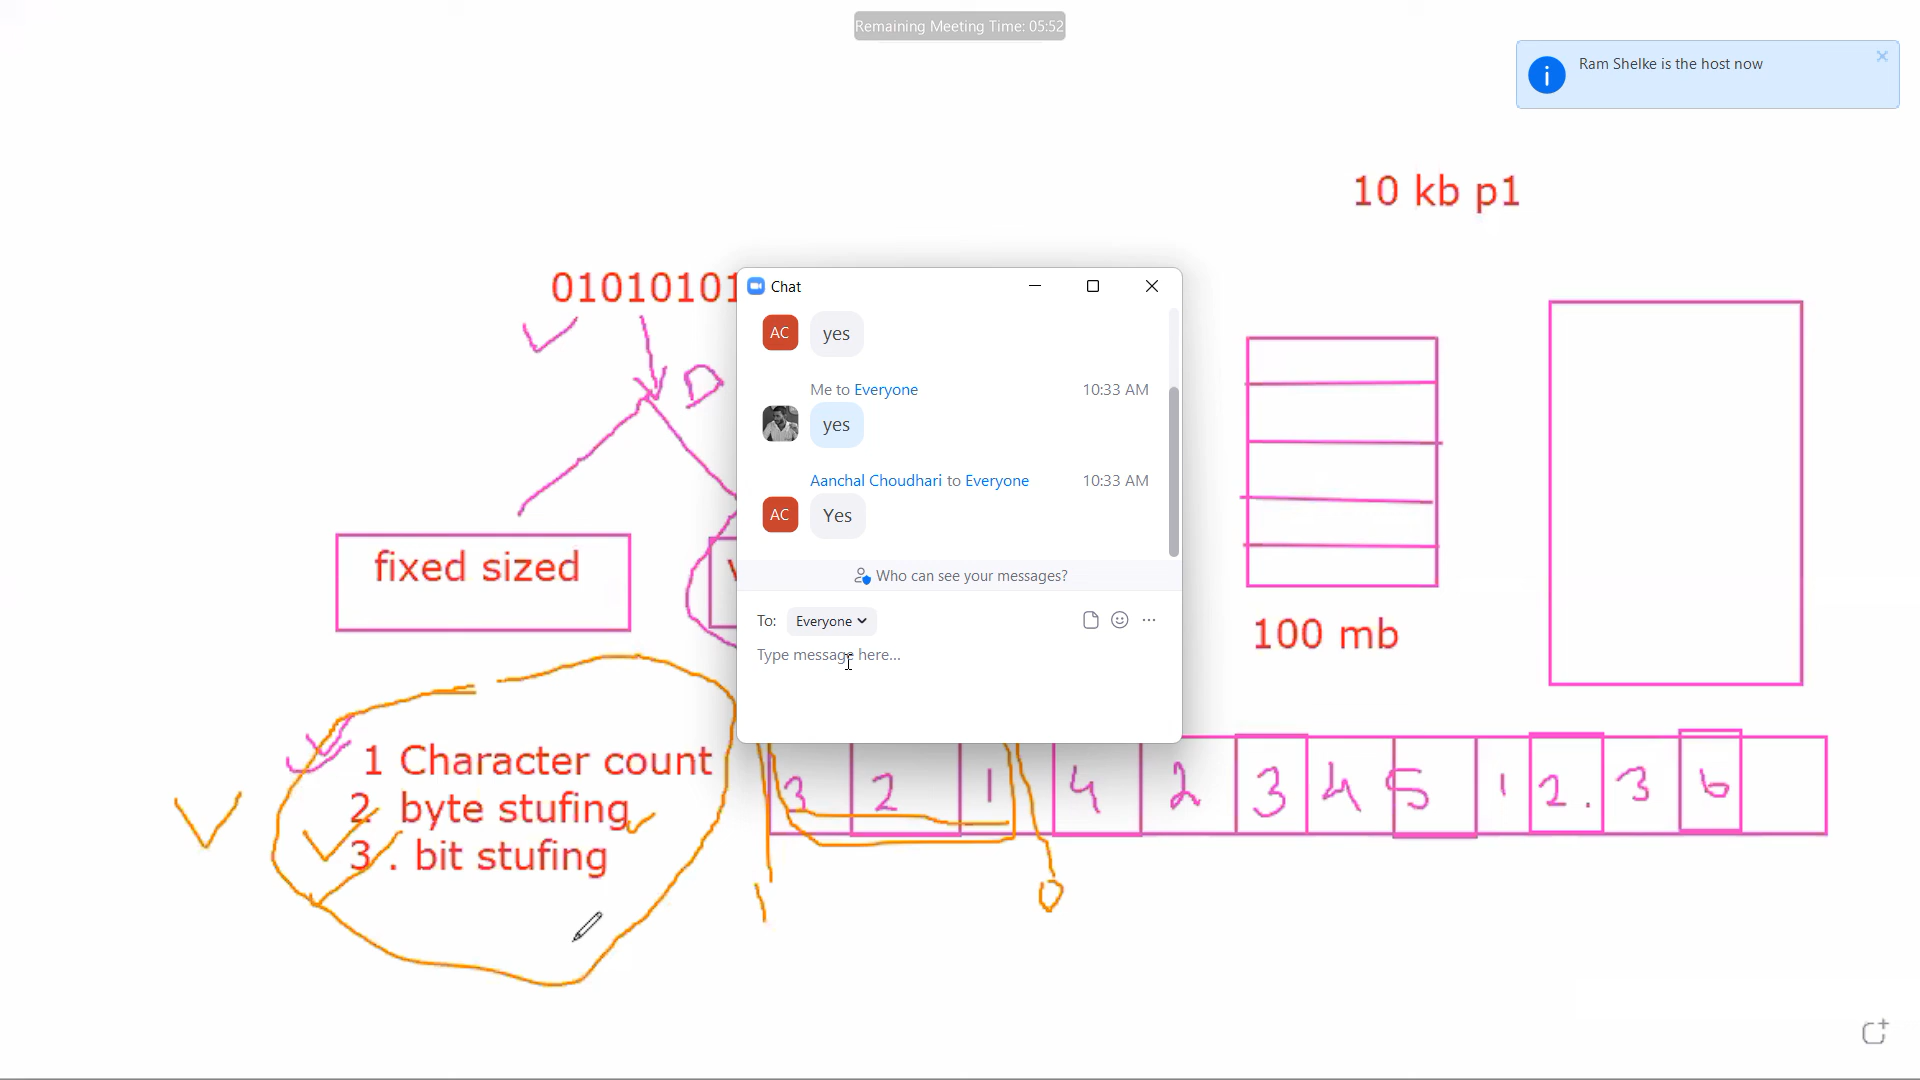 Remaining Meeting Time: 05:52
Ram Shelke is the host now
10 kb p1
01010101
D
Chat
AC
yes
Me to Everyone
10:33 AM
yes
Aanchal Choudhari to Everyone
10:33 AM
AC
Yes
Who can see your messages?
To: Everyone
Type message here...
fixed sized
100 mb
1 Character count
2 byte stufing
3 . bit stufing
3 2 1 4 2 3 4 5 1 2 . 3 6